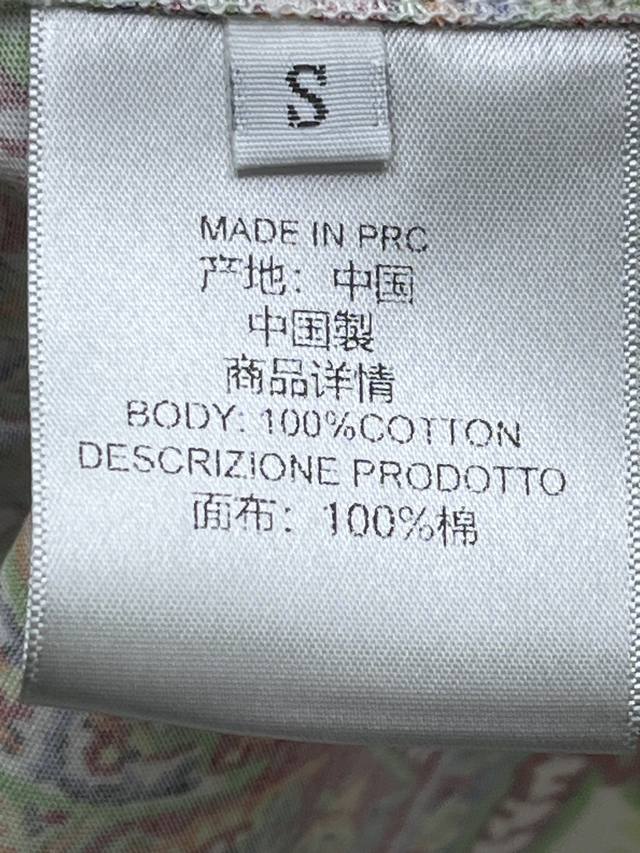 S
MADE IN PRC
产地：中国
中国製
商品详情
BODY: 100%COTTON
DESCRIZIONE PRODOTTO
面布：100%棉